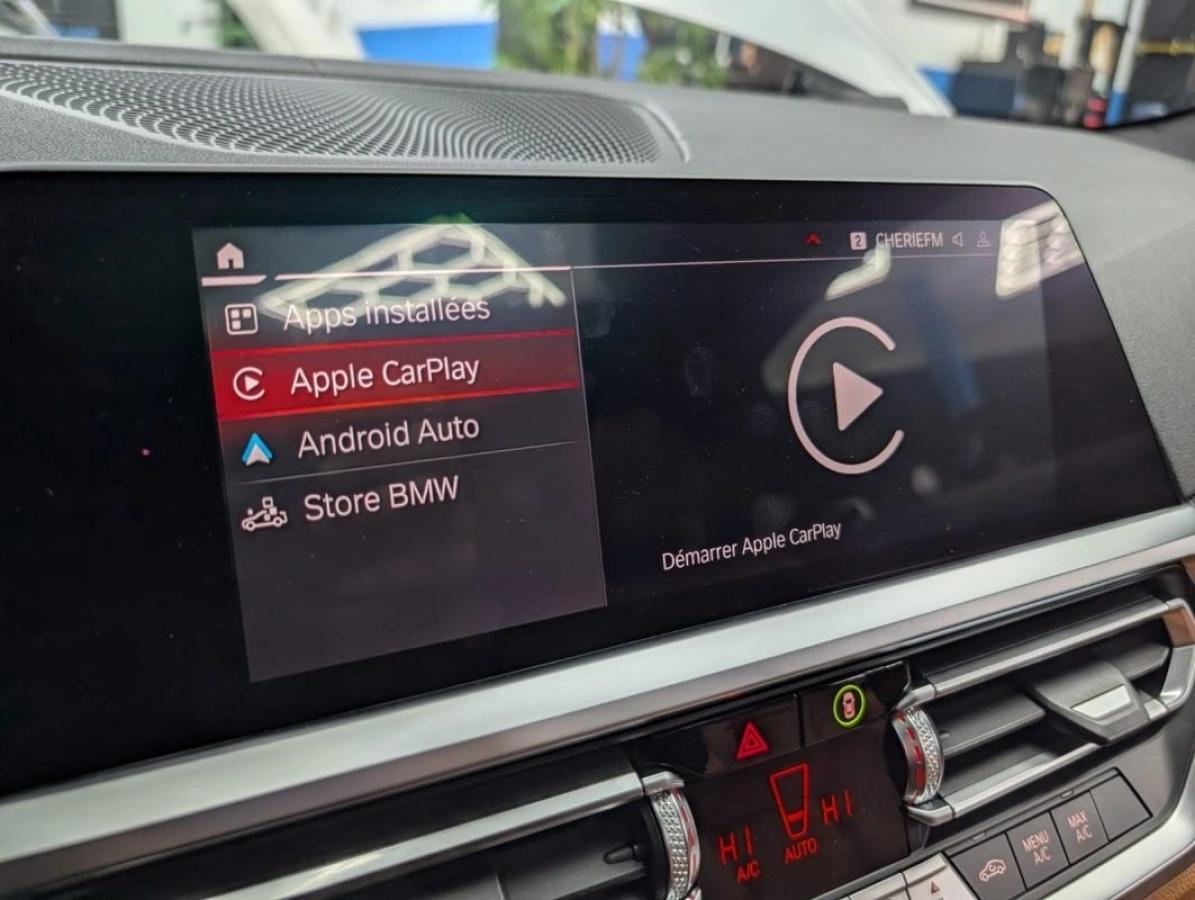 2 CHERIEFM
Apps installées
Apple CarPlay
Android Auto
Store BMW
Démarrer Apple CarPlay
HI
HI
A/C
AUTO
MENU
A/C
MAX
A/C